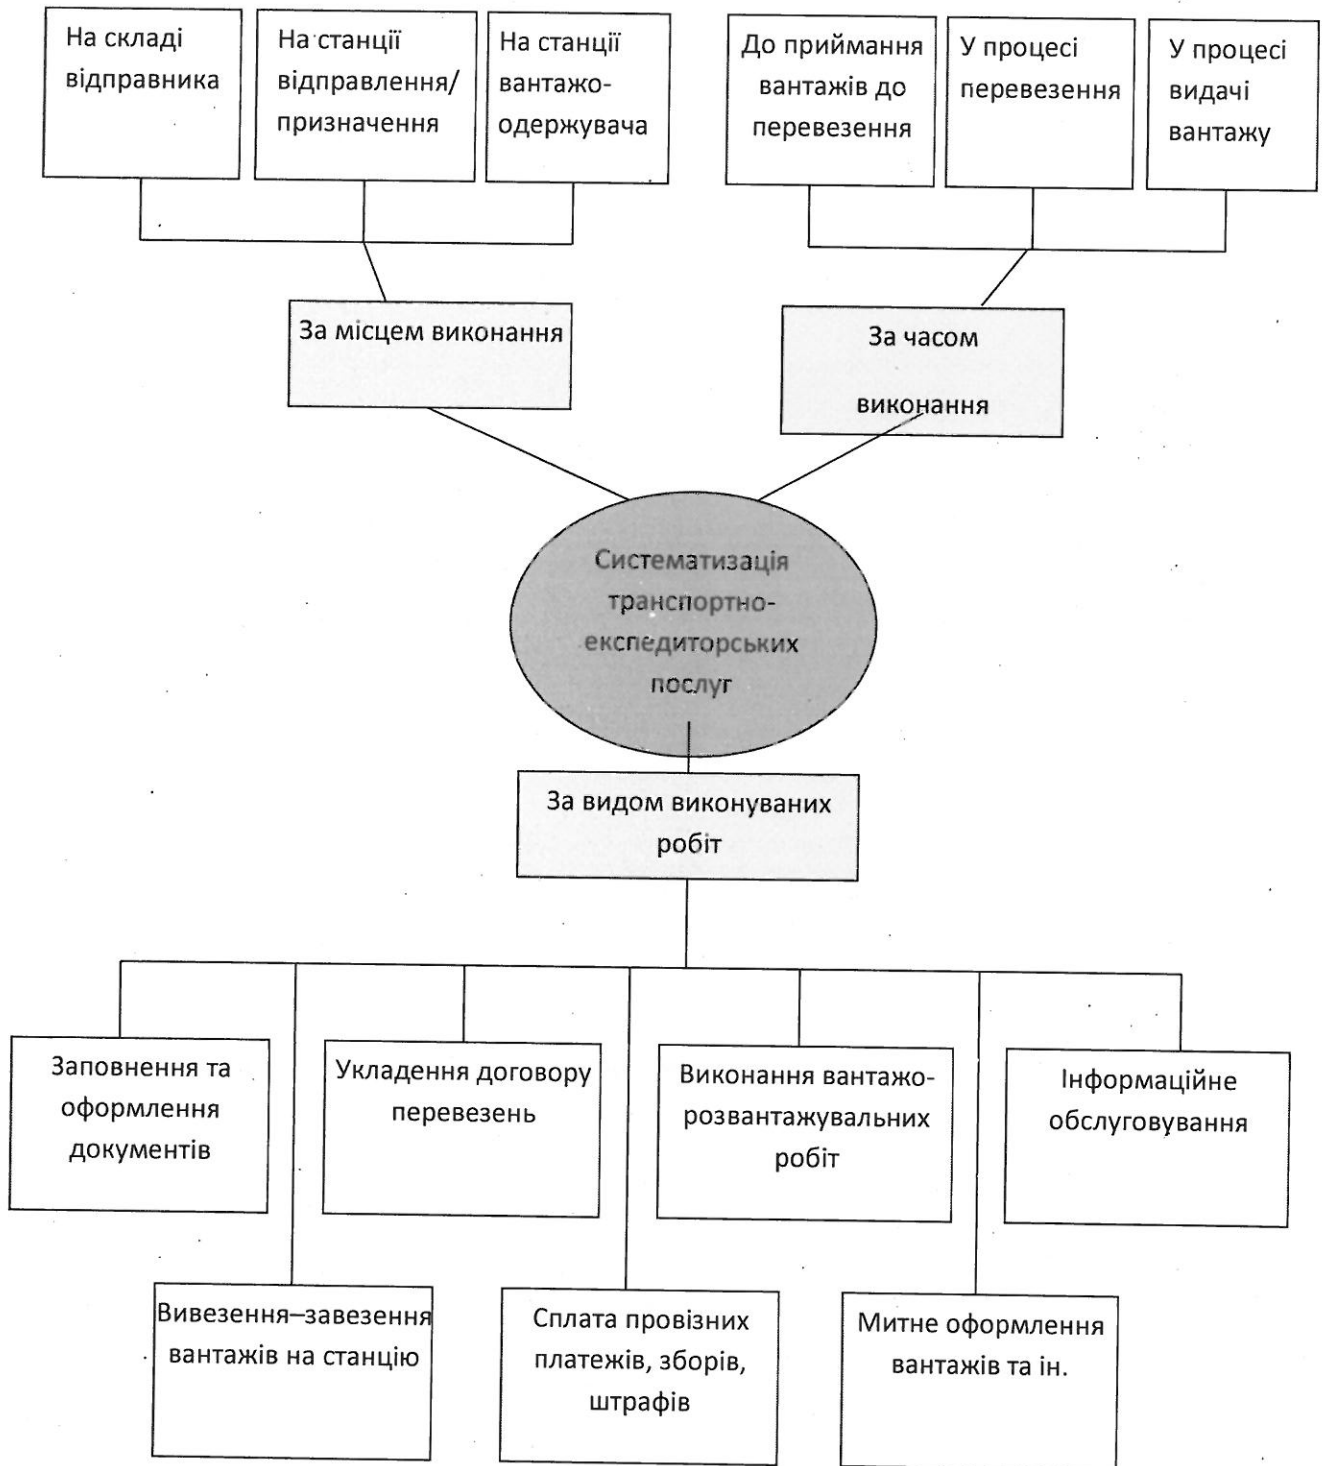 На складі
відправника
На станції
відправлення/
призначення
На станції
вантажо-
одержувача
До приймання
вантажів до
перевезення
У процесі
перевезення
У процесі
видачі
вантажу
За місцем виконання
За часом
виконання
Систематизація
транспортно-
експедиторських
послуг
За видом виконуваних
робіт
Заповнення та
оформлення
документів
Укладення договору
перевезень
Виконання вантажо-
розвантажувальних
робіт
Інформаційне
обслуговування
Вивезення–завезення
вантажів на станцію
Сплата провізних
платежів, зборів,
штрафів
Митне оформлення
вантажів та ін.